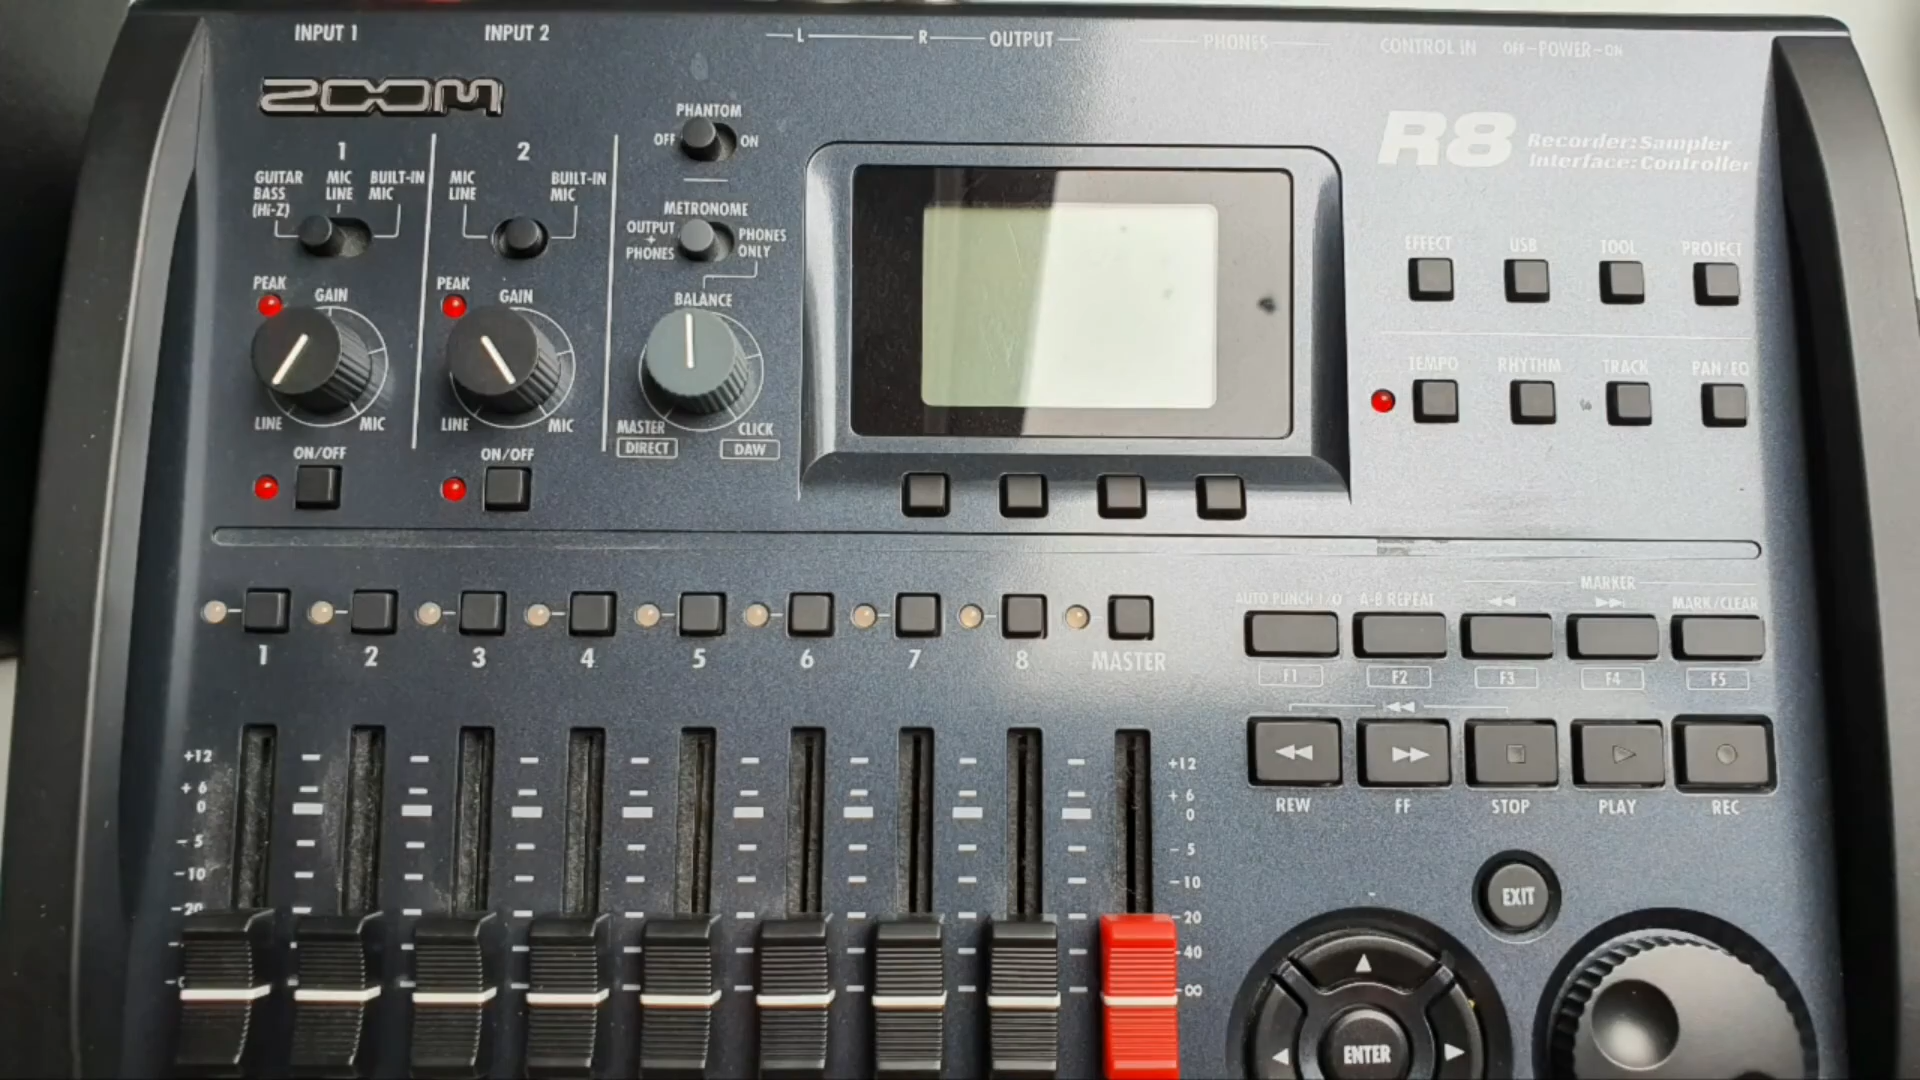 INPUT 1 INPUT 2 L R OUTPUT PHONES CONTROL IN OFF-POWER-ON
ZOOM
PHANTOM
OFF ON
R8 Recorder:Sampler
Interface:Controller
1 2
GUITAR MIC BUILT-IN MIC BUILT-IN
BASS LINE MIC LINE MIC
(Hi-Z)
METRONOME
OUTPUT PHONES
+ ONLY
PHONES
EFFECT USB TOOL PROJECT
PEAK GAIN PEAK GAIN BALANCE
TEMPO RHYTHM TRACK PAN/EQ
LINE MIC LINE MIC MASTER CLICK
DIRECT DAW
ON/OFF ON/OFF
MARKER
AUTO PUNCH I/O A-B REPEAT ◀◀ ▶▶| MARK/CLEAR
1 2 3 4 5 6 7 8 MASTER
F1 F2 F3 F4 F5
|◀◀
◀◀ ▶▶ □ ▷ ○
REW FF STOP PLAY REC
+12 +12
+6 +6
0 0
-5 -5
-10 -10
-20 -20
-40
∞
EXIT
▲
◀ ENTER ▶